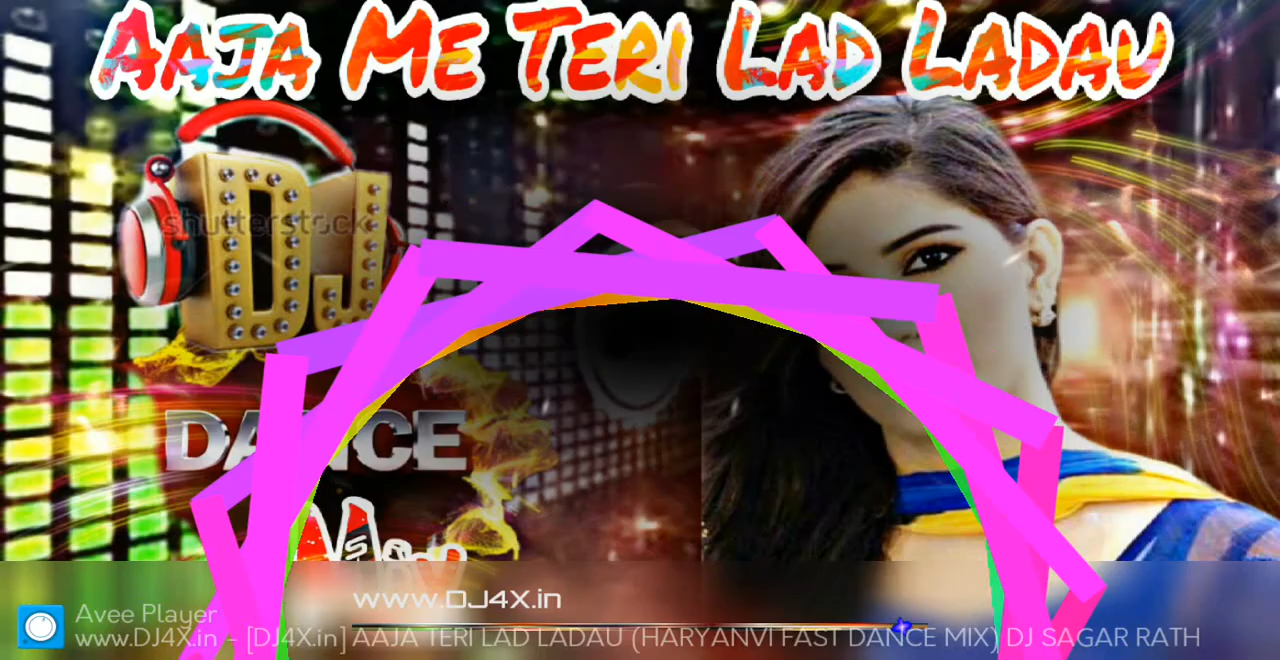 AAJA ME TERI LAD LADAU
DJ
shutterstock
DANCE
www.DJ4X.in
Avee Player
www.DJ4X.in - [DJ4X.in] AAJA TERI LAD LADAU (HARYANVI FAST DANCE MIX) DJ SAGAR RATH